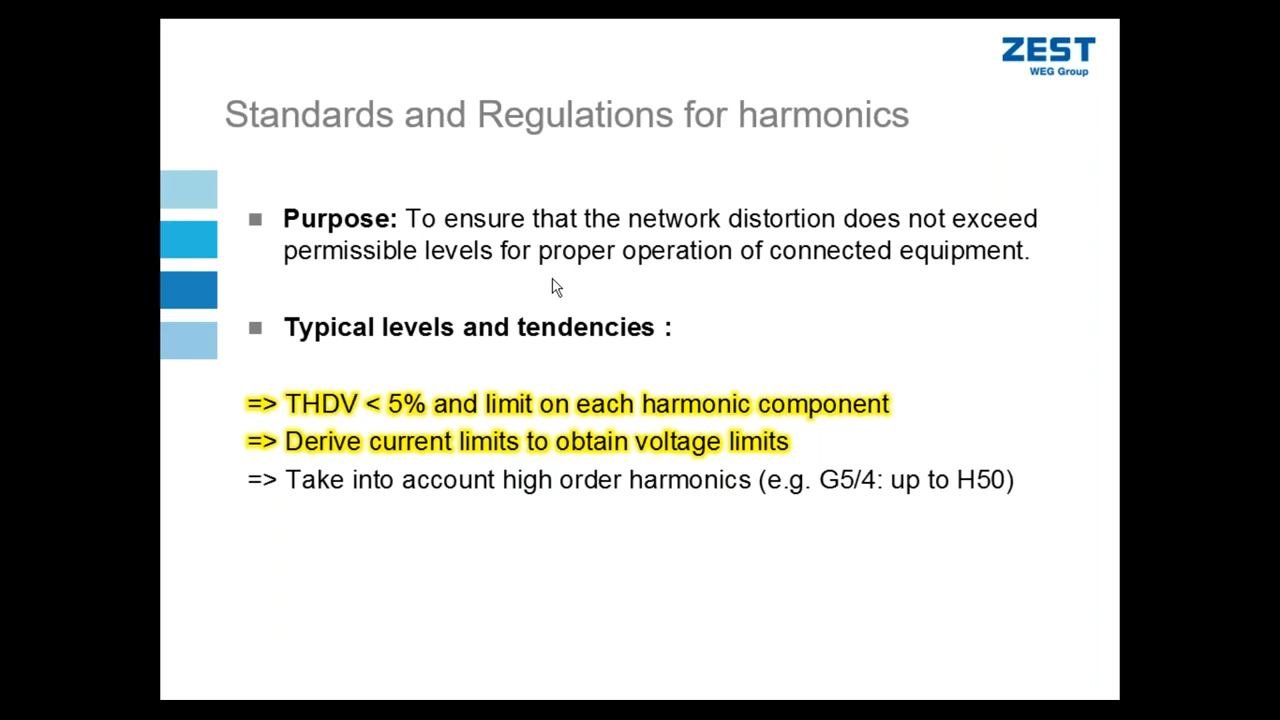 ZEST
WEG Group
Standards and Regulations for harmonics
Purpose: To ensure that the network distortion does not exceed
permissible levels for proper operation of connected equipment.
Typical levels and tendencies :
=> THDV < 5% and limit on each harmonic component
=> Derive current limits to obtain voltage limits
=> Take into account high order harmonics (e.g. G5/4: up to H50)